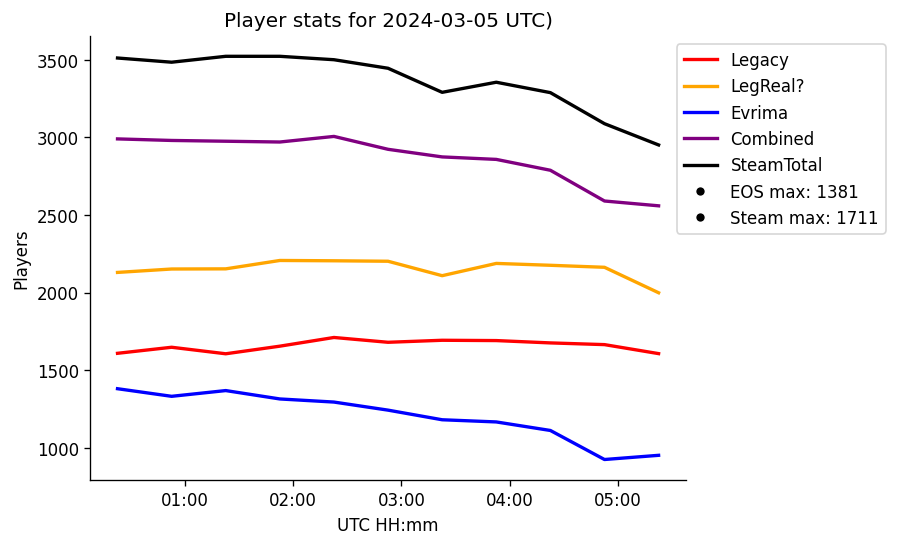 Player stats for 2024-03-05 UTC)
Players
3500
3000
2500
2000
1500
1000
01:00 02:00 03:00 04:00 05:00
UTC HH:mm
Legacy
LegReal?
Evrima
Combined
SteamTotal
EOS max: 1381
Steam max: 1711